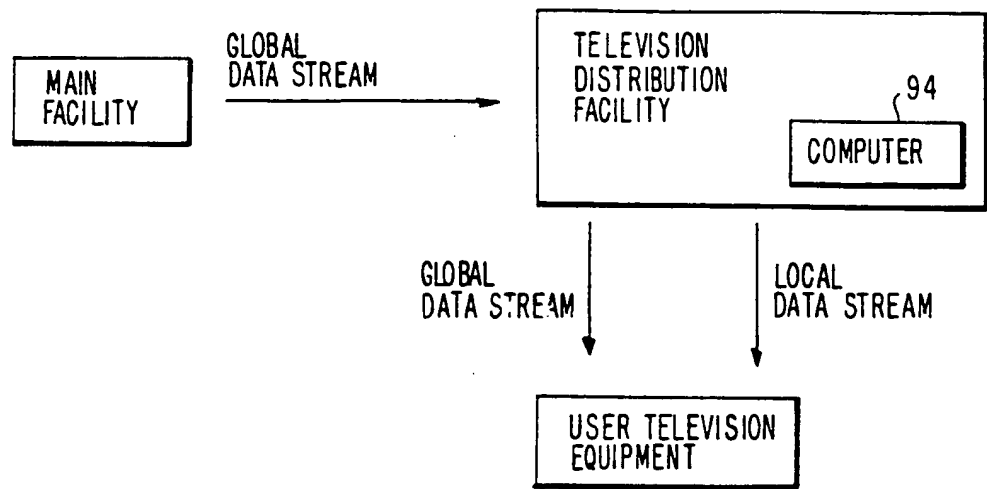 MAIN
FACILITY
GLOBAL
DATA STREAM
TELEVISION
DISTRIBUTION
FACILITY
94
COMPUTER
GLOBAL
DATA STREAM
LOCAL
DATA STREAM
USER TELEVISION
EQUIPMENT